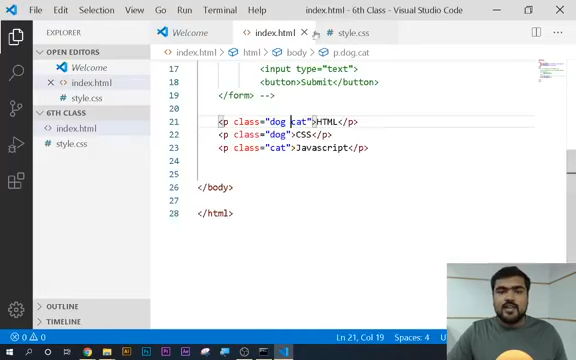 File Edit Selection View Go Run Terminal Help index.html - 6th Class - Visual Studio Code
EXPLORER
OPEN EDITORS
Welcome
index.html
style.css
6TH CLASS
index.html
style.css
OUTLINE
TIMELINE
Welcome index.html style.css
index.html html body p.dog.cat
17 <input type="text">
18 <button>Submit</button>
19 </form> -->
20
21 <p class="dog cat">HTML</p>
22 <p class="dog">CSS</p>
23 <p class="cat">Javascript</p>
24
25
26 </body>
27
28 </html>
0 0 Ln 21, Col 19 Spaces: 4